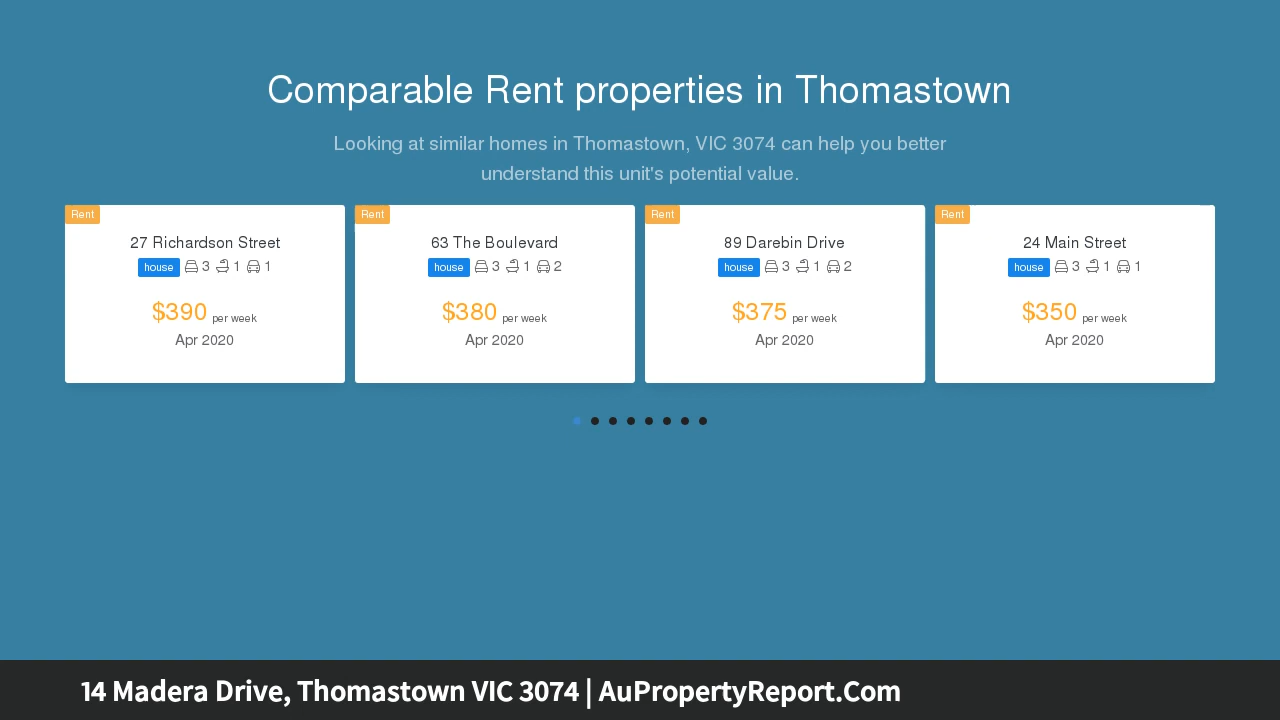 Comparable Rent properties in Thomastown
Looking at similar homes in Thomastown, VIC 3074 can help you better
understand this unit's potential value.
Rent
27 Richardson Street
house 3 1 1
$390 per week
Apr 2020
Rent
63 The Boulevard
house 3 1 2
$380 per week
Apr 2020
Rent
89 Darebin Drive
house 3 1 2
$375 per week
Apr 2020
Rent
24 Main Street
house 3 1 1
$350 per week
Apr 2020
14 Madera Drive, Thomastown VIC 3074 | AuPropertyReport.Com